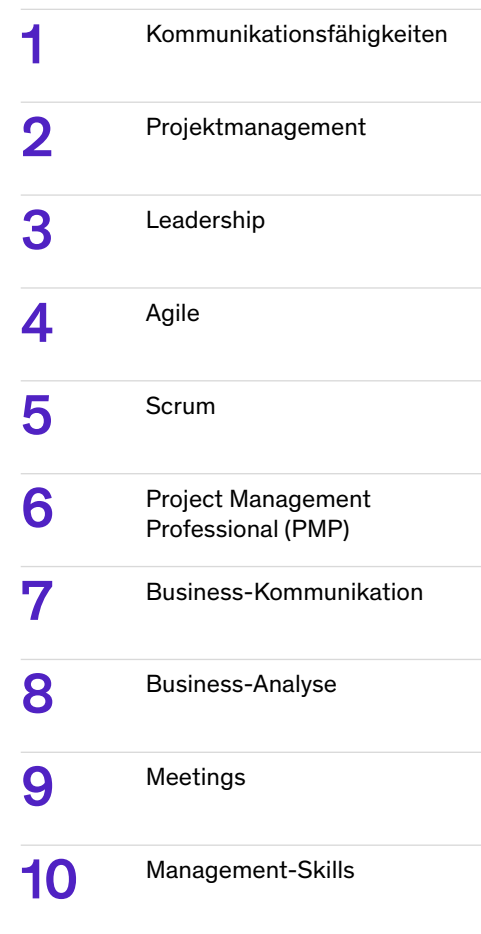 1 Kommunikationsfähigkeiten
2 Projektmanagement
3 Leadership
4 Agile
5 Scrum
6 Project Management
Professional (PMP)
7 Business-Kommunikation
8 Business-Analyse
9 Meetings
10 Management-Skills